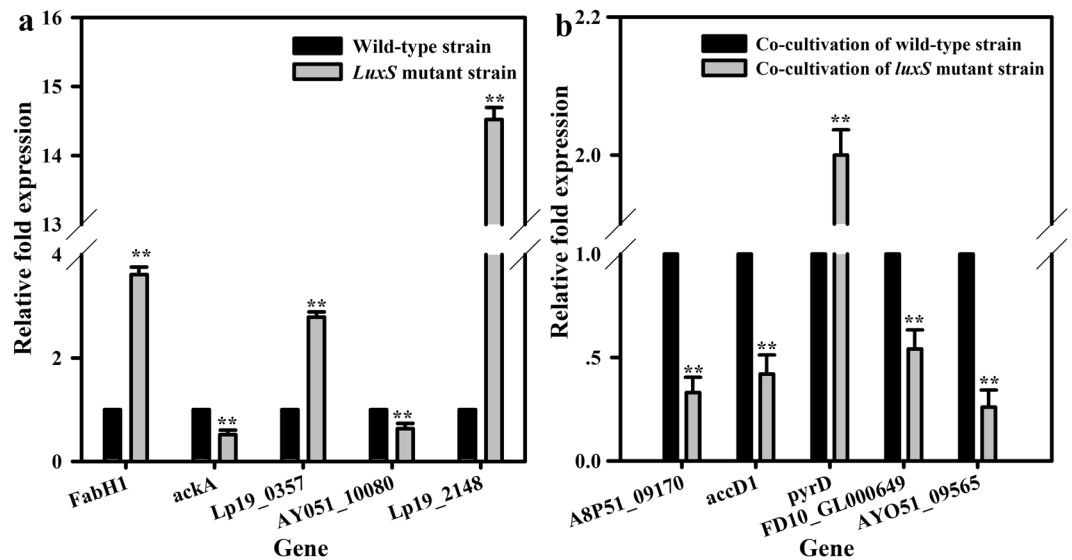 a
16
15
14
13
4
2
0
Relative fold expression
Wild-type strain
LuxS mutant strain
**
**
**
**
**
FabH1
ackA
Lp19_0357
AY051_10080
Lp19_2148
Gene
b
2.2
2.0
1.0
.5
0.0
Relative fold expression
Co-cultivation of wild-type strain
Co-cultivation of luxS mutant strain
**
**
**
**
**
A8P51_09170
accD1
pyrD
FD10_GL000649
AYO51_09565
Gene